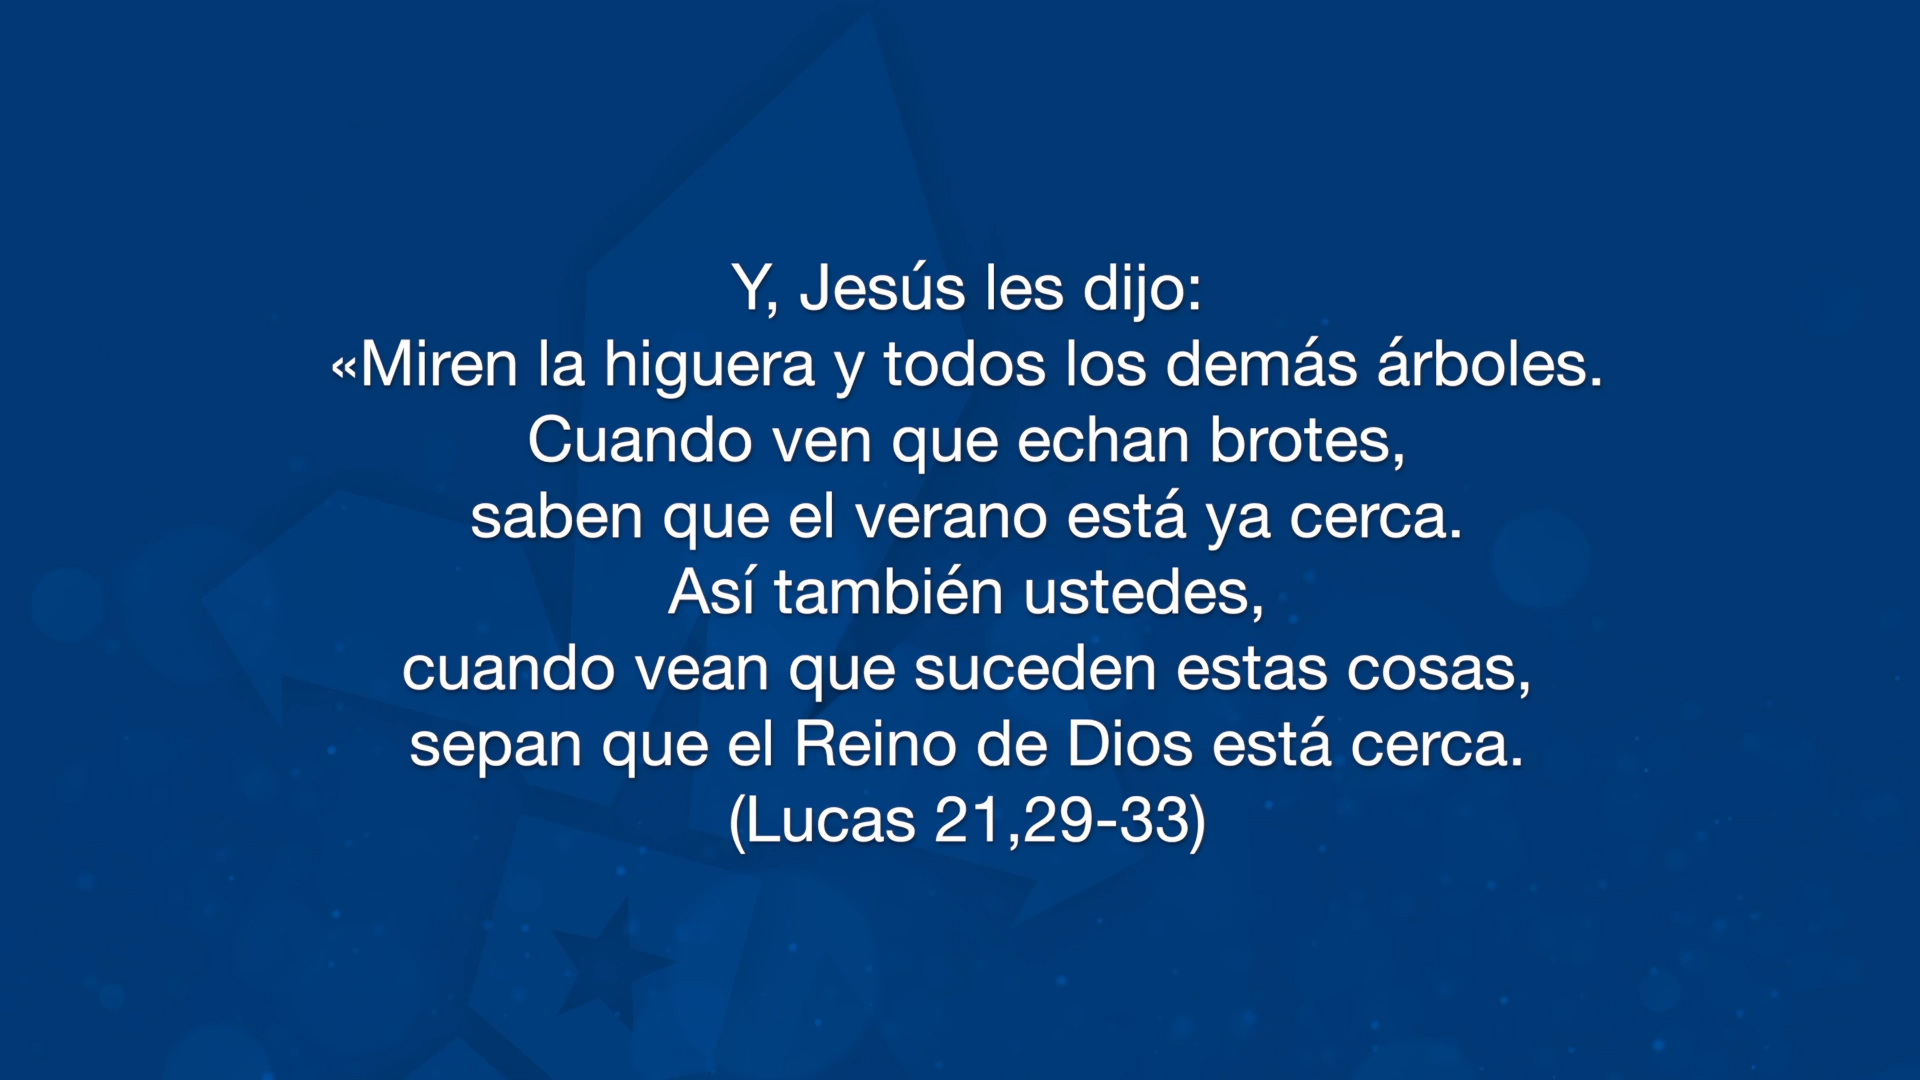 Y, Jesús les dijo:
«Miren la higuera y todos los demás árboles.
Cuando ven que echan brotes,
saben que el verano está ya cerca.
Así también ustedes,
cuando vean que suceden estas cosas,
sepan que el Reino de Dios está cerca.
(Lucas 21,29-33)